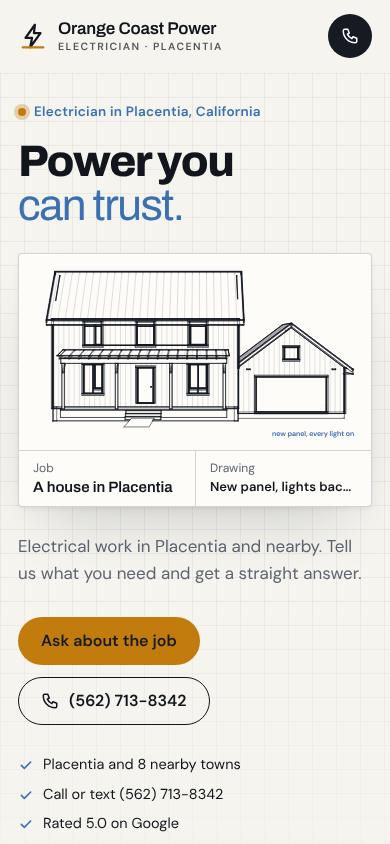 Orange Coast Power
ELECTRICIAN · PLACENTIA
Electrician in Placentia, California
Power you
can trust.
new panel, every light on
Job
A house in Placentia
Drawing
New panel, lights bac...
Electrical work in Placentia and nearby. Tell
us what you need and get a straight answer.
Ask about the job
(562) 713-8342
Placentia and 8 nearby towns
Call or text (562) 713-8342
Rated 5.0 on Google